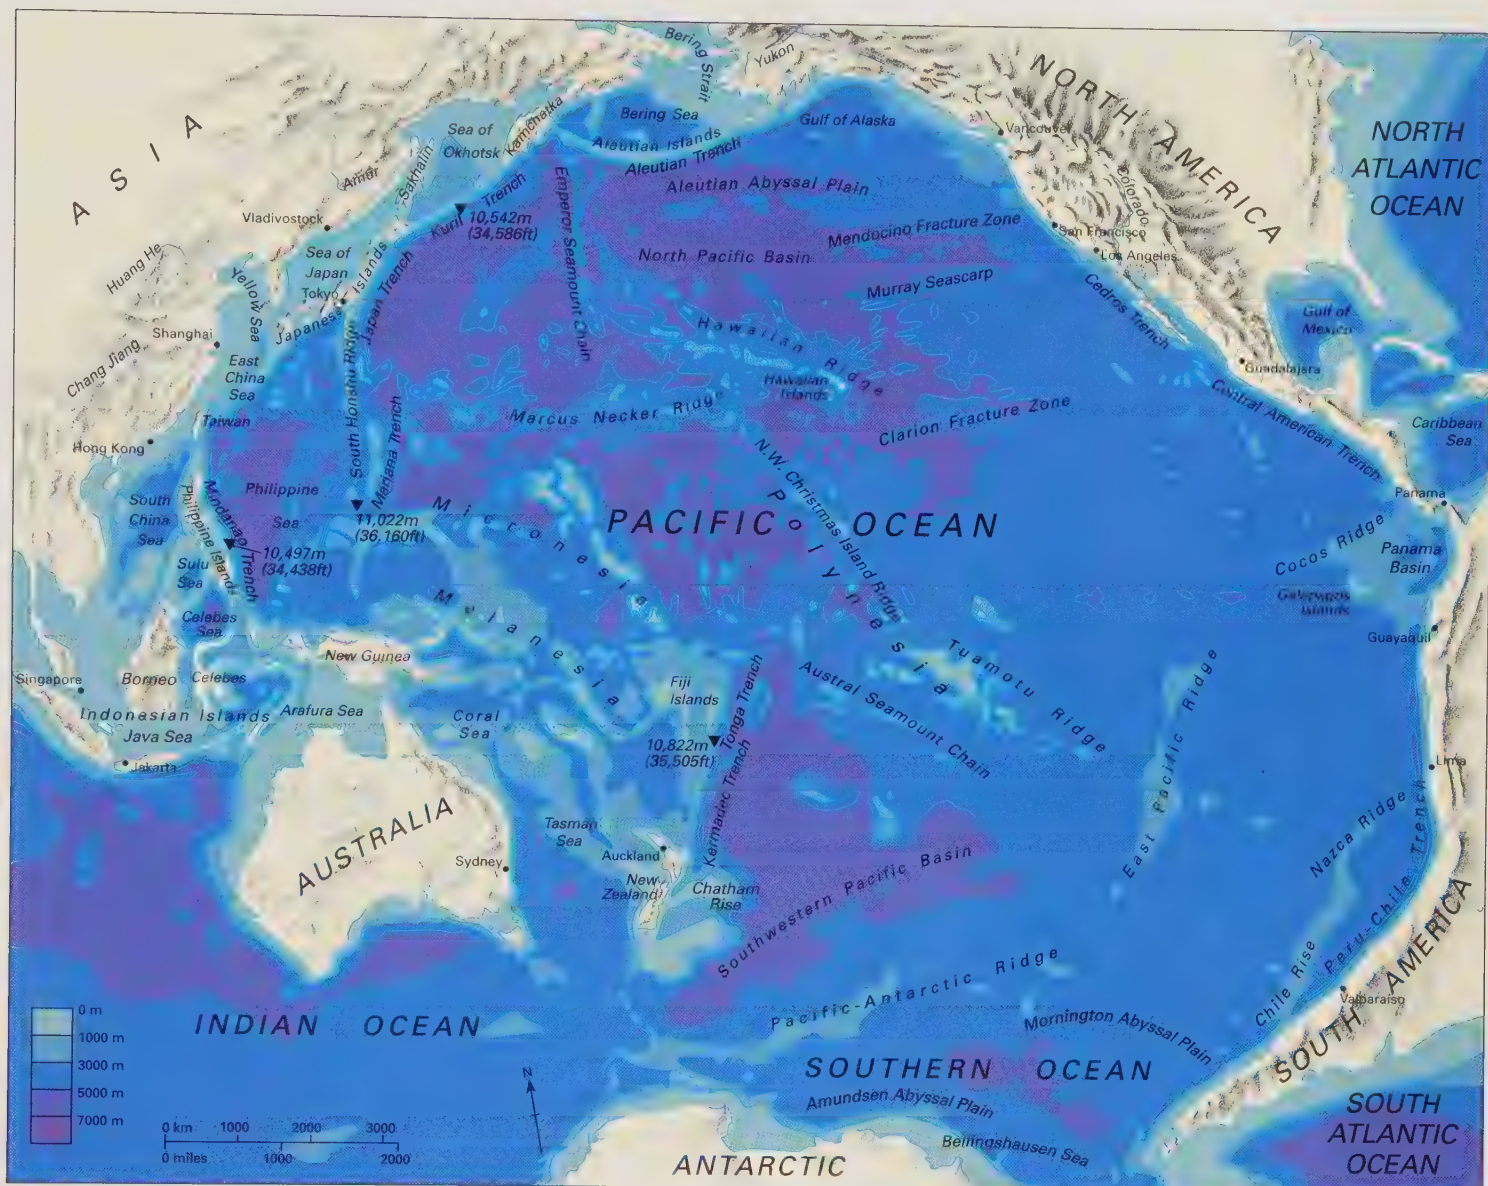 Bering Strait
Yukon
NORTH AMERICA
ASIA
Bering Sea
Gulf of Alaska
Sea of
Okhotsk
Kamchatka
Aleutian Islands
Aleutian Trench
Vancouver
NORTH
ATLANTIC
OCEAN
Amur
Sakhalin
Kuril Trench
Emperor Seamount Chain
Aleutian Abyssal Plain
Colorado
Vladivostock
10,542m
(34,586ft)
Mendocino Fracture Zone
San Francisco
Los Angeles
Huang He
Sea of
Japan
Japanese Islands
Japan Trench
North Pacific Basin
Murray Seascarp
Cedros Trench
Yellow Sea
Tokyo
Gulf of
Mexico
Shanghai
Hawaiian Ridge
Chang Jiang
East
China
Sea
South Honshu Ridge
Hawaiian
Islands
Guadalajara
Taiwan
Mariana Trench
Marcus Necker Ridge
Clarion Fracture Zone
Central American Trench
Caribbean
Sea
Hong Kong
N.W. Christmas Island Ridge
South
China
Sea
Philippine Islands
Mindanao Trench
Philippine
Sea
11,022m
(36,160ft)
Micronesia
PACIFIC OCEAN
Polynesia
Panama
10,497m
(34,438ft)
Sulu
Sea
Cocos Ridge
Panama
Basin
Celebes
Sea
Melanesia
Galapagos
Islands
Guayaquil
New Guinea
Tuamotu Ridge
Singapore
Borneo
Celebes
Fiji
Islands
Tonga Trench
Austral Seamount Chain
East Pacific Ridge
Indonesian Islands
Arafura Sea
Coral
Sea
Java Sea
10,822m
(35,505ft)
Jakarta
Lima
AUSTRALIA
Kermadec Trench
Nazca Ridge
Peru-Chile Trench
Tasman
Sea
Auckland
Sydney
New
Zealand
Chatham
Rise
Southwestern Pacific Basin
SOUTH AMERICA
Pacific-Antarctic Ridge
Chile Rise
Valparaiso
0 m
1000 m
3000 m
5000 m
7000 m
INDIAN OCEAN
Mornington Abyssal Plain
SOUTHERN OCEAN
N
Amundsen Abyssal Plain
SOUTH
ATLANTIC
OCEAN
0 km 1000 2000 3000
0 miles 1000 2000
Bellingshausen Sea
ANTARCTIC